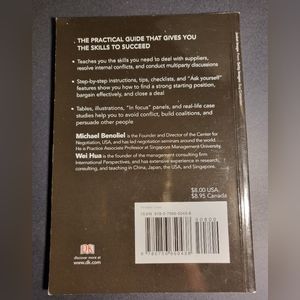 THE PRACTICAL GUIDE THAT GIVES YOU
THE SKILLS TO SUCCEED
• Teaches you the skills you need to deal with suppliers,
resolve internal conflicts, and conduct multiparty discussions
• Step-by-step instructions, tips, checklists, and "Ask yourself"
features show you how to find a strong starting position,
bargain effectively, and close a deal
• Tables, illustrations, "In focus" panels, and real-life case
studies help you to avoid conflict, build coalitions, and
persuade other people
Michael Benoliel is the Founder and Director of the Center for
Negotiation, USA, and has led negotiation seminars around the world.
He is Practice Associate Professor at Singapore Management University.
Wei Hua is the founder of the management consulting firm
International Perspectives, and has extensive experience in research,
consulting, and teaching in China, Japan, the USA, and Singapore.
$8.00 USA
$8.95 Canada
DK
discover more at
www.dk.com